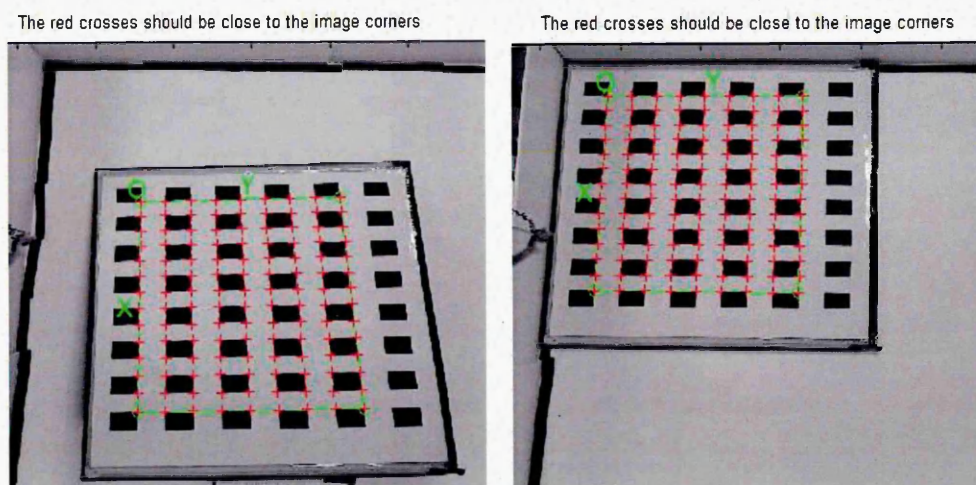 The red crosses should be close to the image corners
The red crosses should be close to the image corners
O
Y
X
O
Y
X